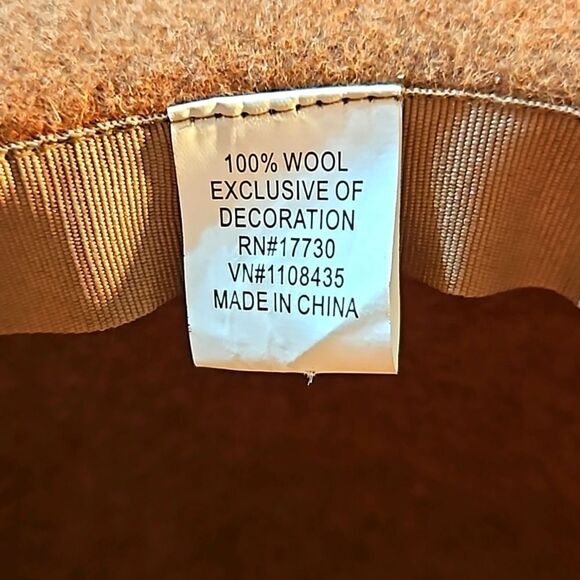 100% WOOL
EXCLUSIVE OF
DECORATION
RN#17730
VN#1108435
MADE IN CHINA